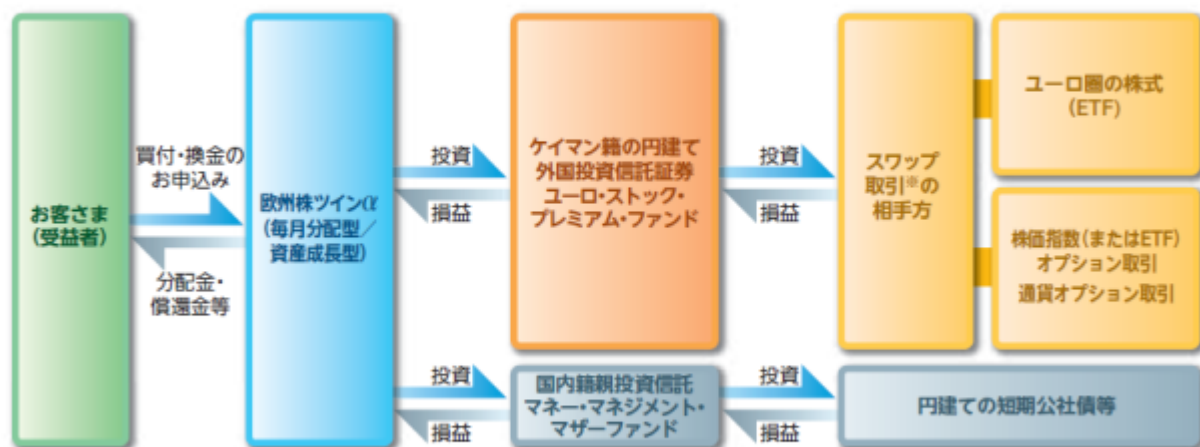 お客さま
(受益者)
買付・換金の
お申込み
分配金・
償還金等
欧州株ツインα
(毎月分配型／
資産成長型)
投資
損益
ケイマン籍の円建て
外国投資信託証券
ユーロ・ストック・
プレミアム・ファンド
投資
損益
スワップ
取引※の
相手方
ユーロ圏の株式
(ETF)
株価指数(またはETF)
オプション取引
通貨オプション取引
投資
損益
国内籍親投資信託
マネー・マネジメント・
マザーファンド
投資
損益
円建ての短期公社債等